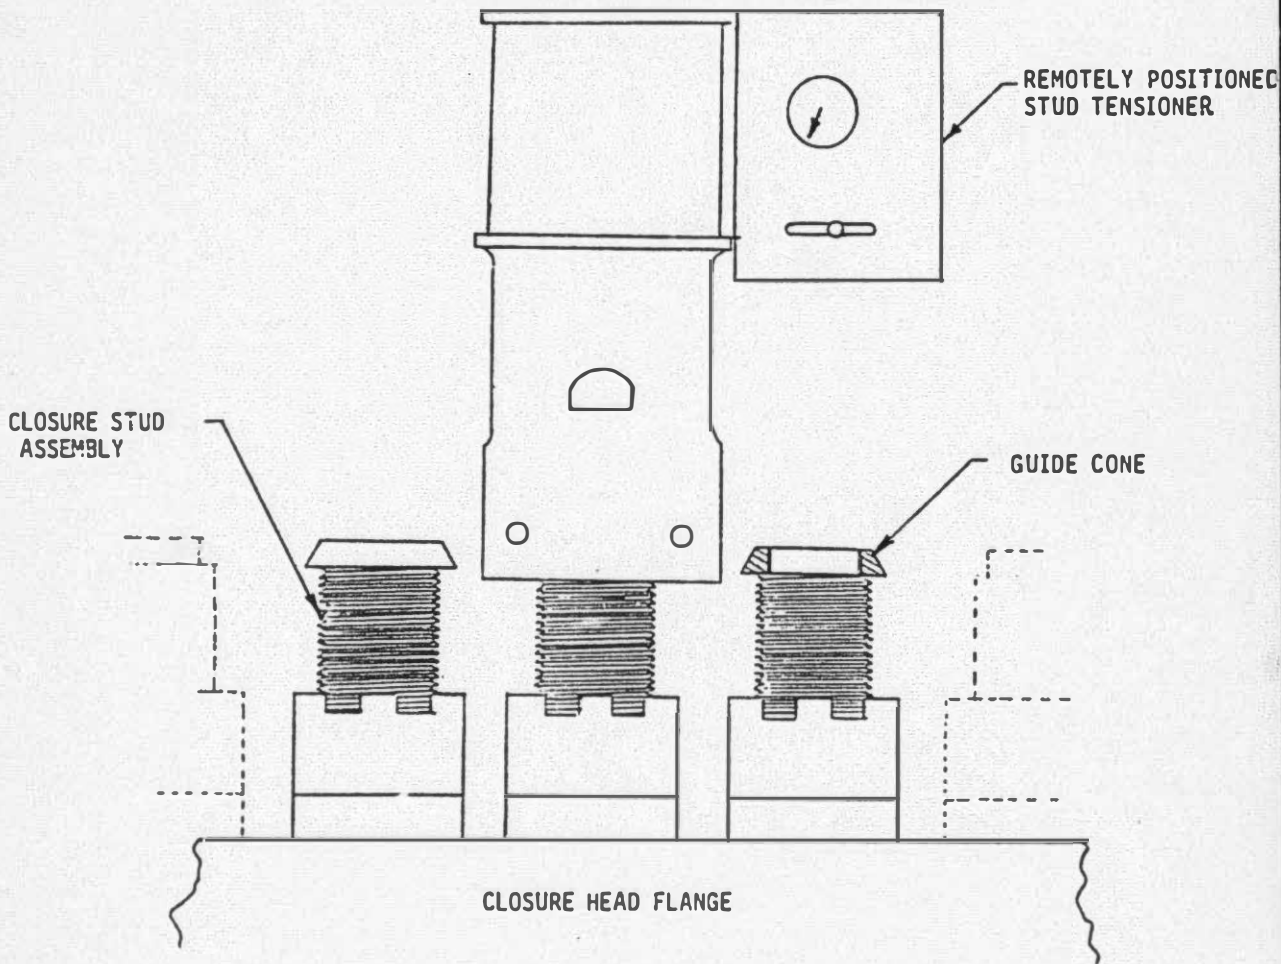 REMOTELY POSITIONED
STUD TENSIONER
CLOSURE STUD
ASSEMBLY
GUIDE CONE
CLOSURE HEAD FLANGE